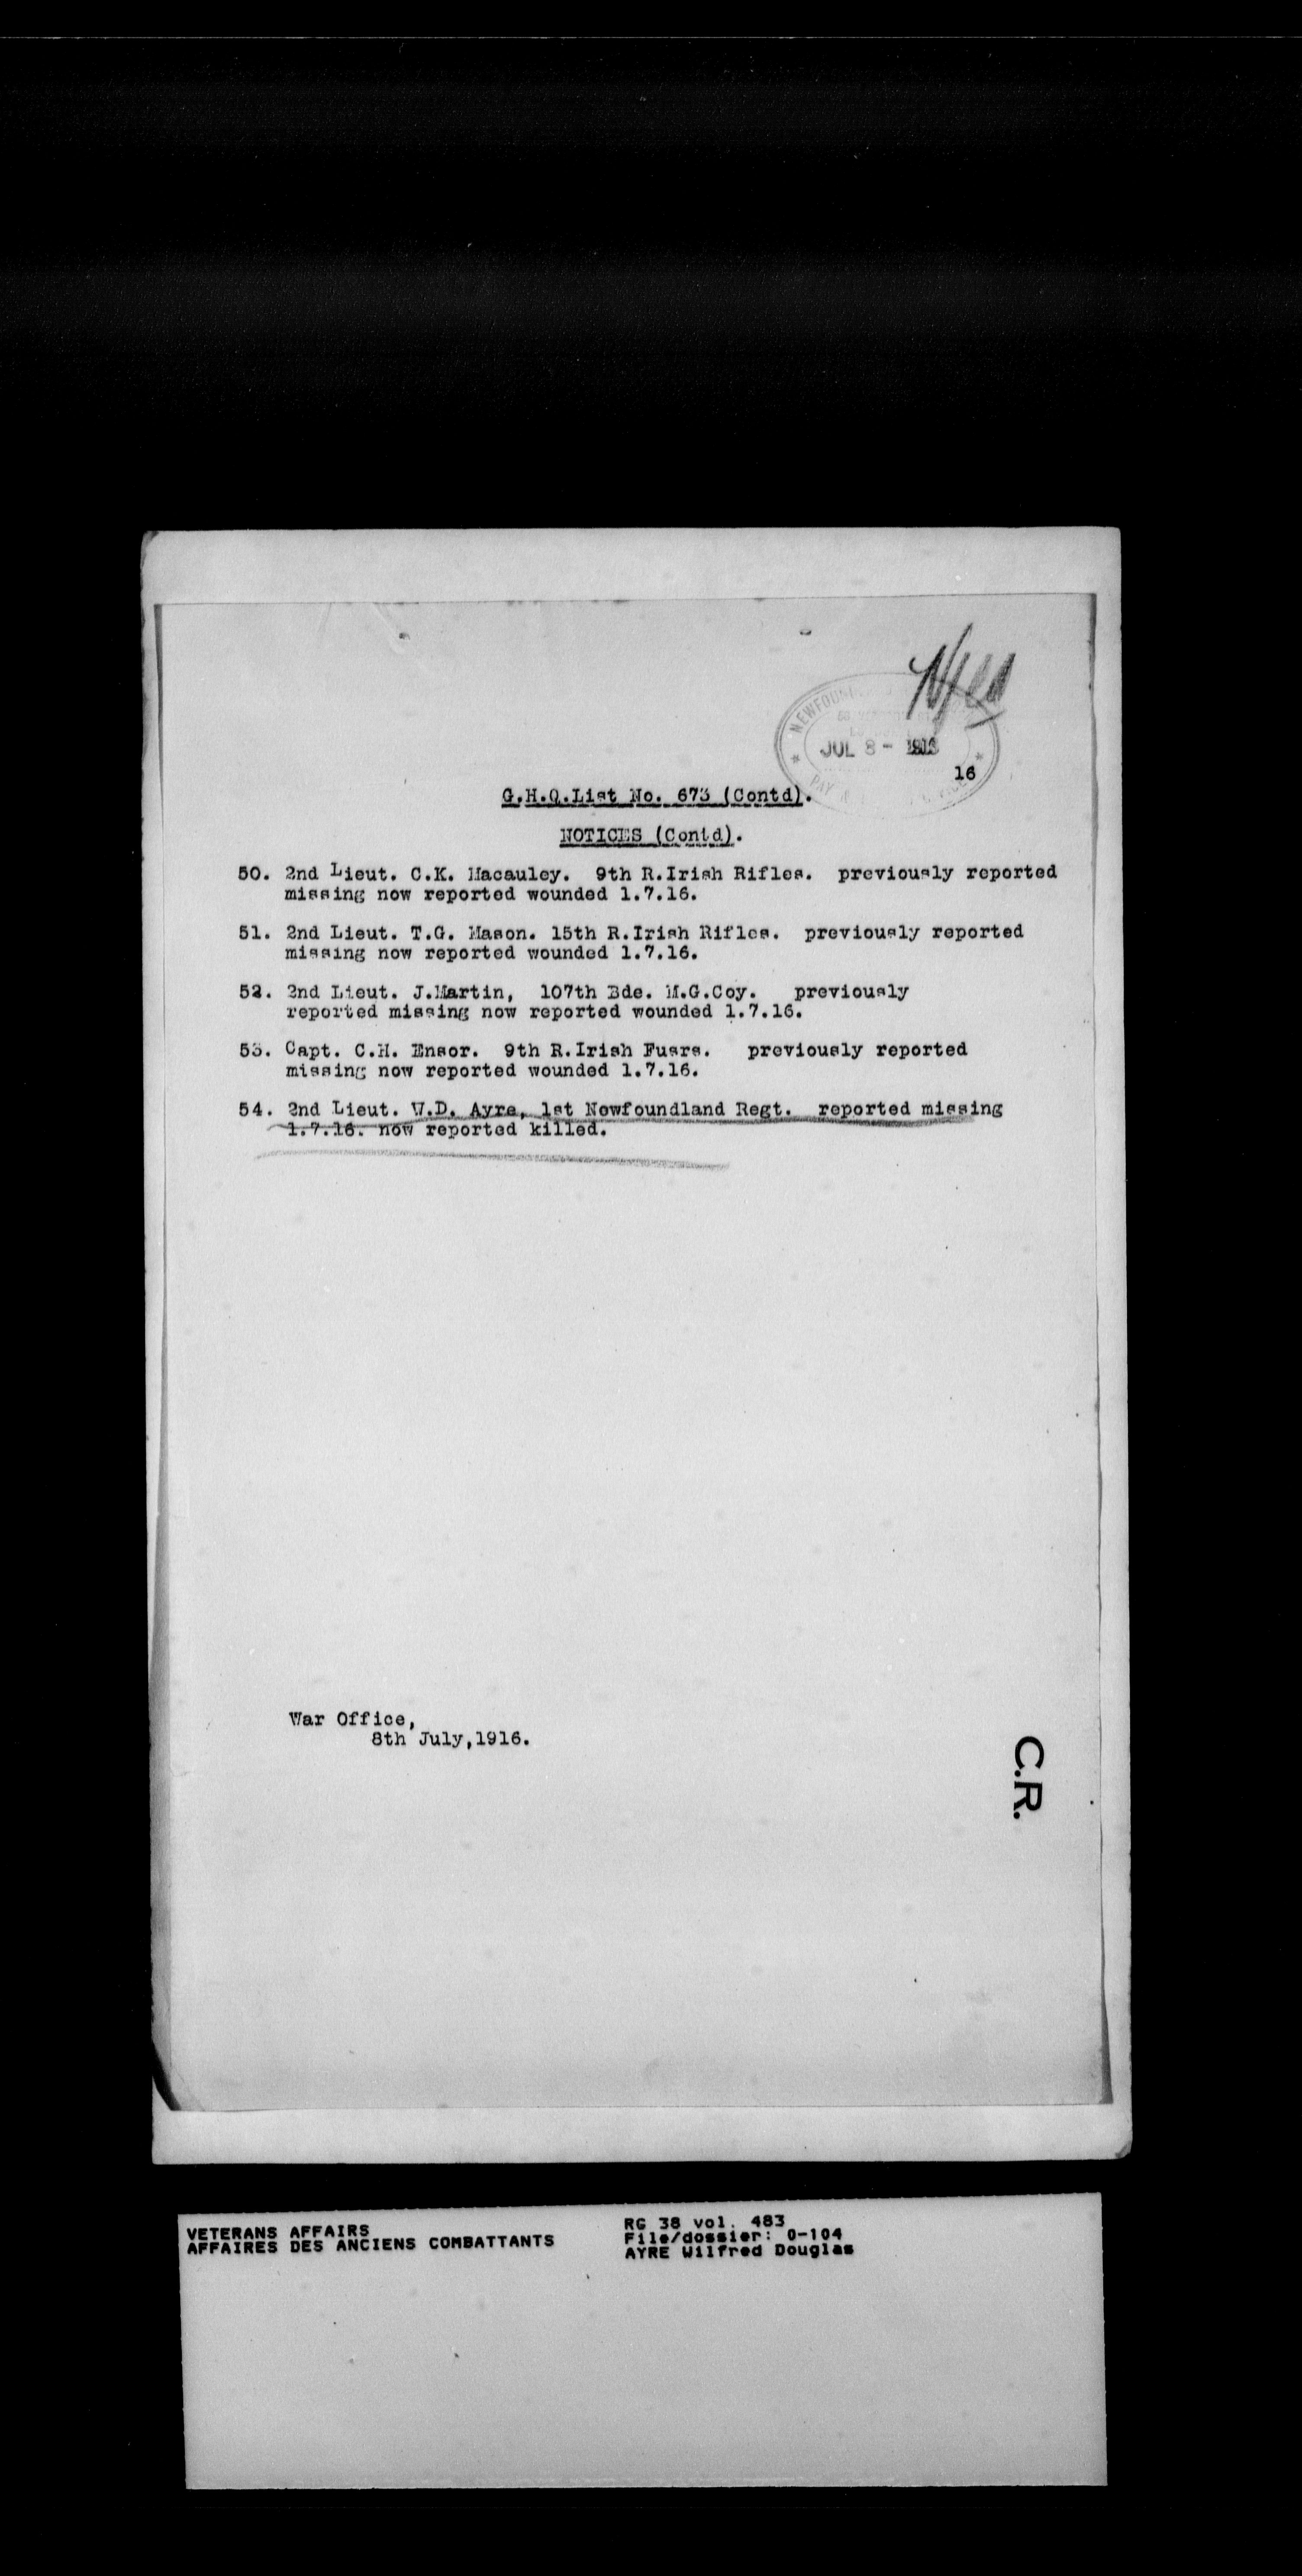 JUL 8 - 1916
16
G.H.Q.List No. 673 (Contd).
NOTICES (Contd).
50. 2nd Lieut. C.K. Macauley. 9th R.Irish Rifles. previously reported
missing now reported wounded 1.7.16.
51. 2nd Lieut. T.G. Mason. 15th R.Irish Rifles. previously reported
missing now reported wounded 1.7.16.
52. 2nd Lieut. J.Martin, 107th Bde. M.G.Coy. previously
reported missing now reported wounded 1.7.16.
53. Capt. C.H. Ensor. 9th R.Irish Fusrs. previously reported
missing now reported wounded 1.7.16.
54. 2nd Lieut. W.D. Ayre, 1st Newfoundland Regt. reported missing
1.7.16. now reported killed.
War Office,
8th July,1916.
C.R.
VETERANS AFFAIRS
AFFAIRES DES ANCIENS COMBATTANTS
RG 38 vol. 483
File/dossier: 0-104
AYRE Wilfred Douglas